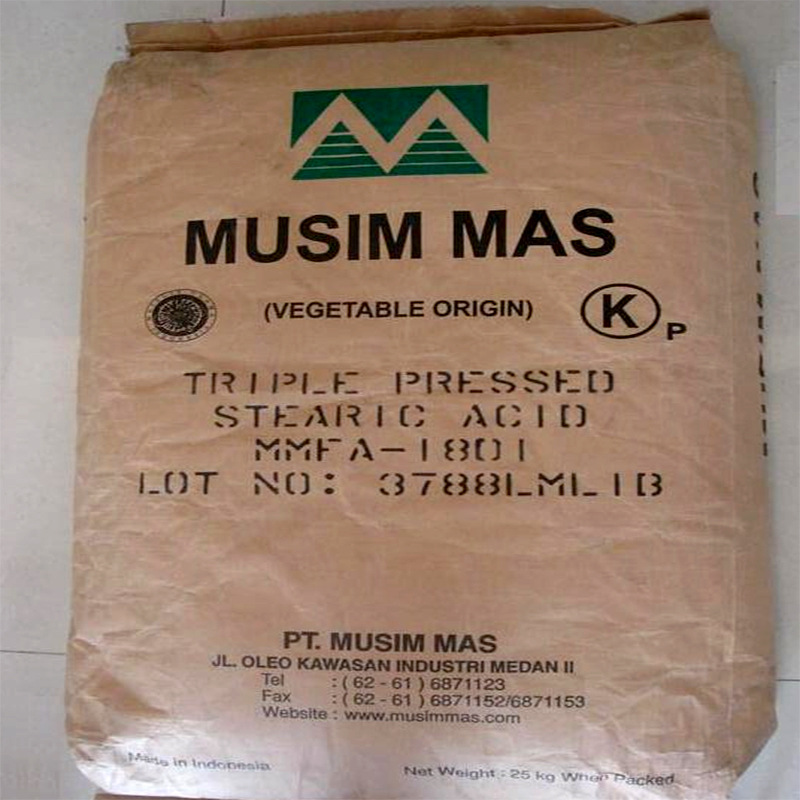 MUSIM MAS
(VEGETABLE ORIGIN)
K P
TRIPLE PRESSED
STEARIC ACID
MMFA-1801
LOT NO: 3788LML1B
PT. MUSIM MAS
JL. OLEO KAWASAN INDUSTRI MEDAN II
Tel : ( 62 - 61 ) 6871123
Fax : ( 62 - 61 ) 6871152/6871153
Website : www.musimmas.com
Made in Indonesia
Net Weight : 25 kg When Packed